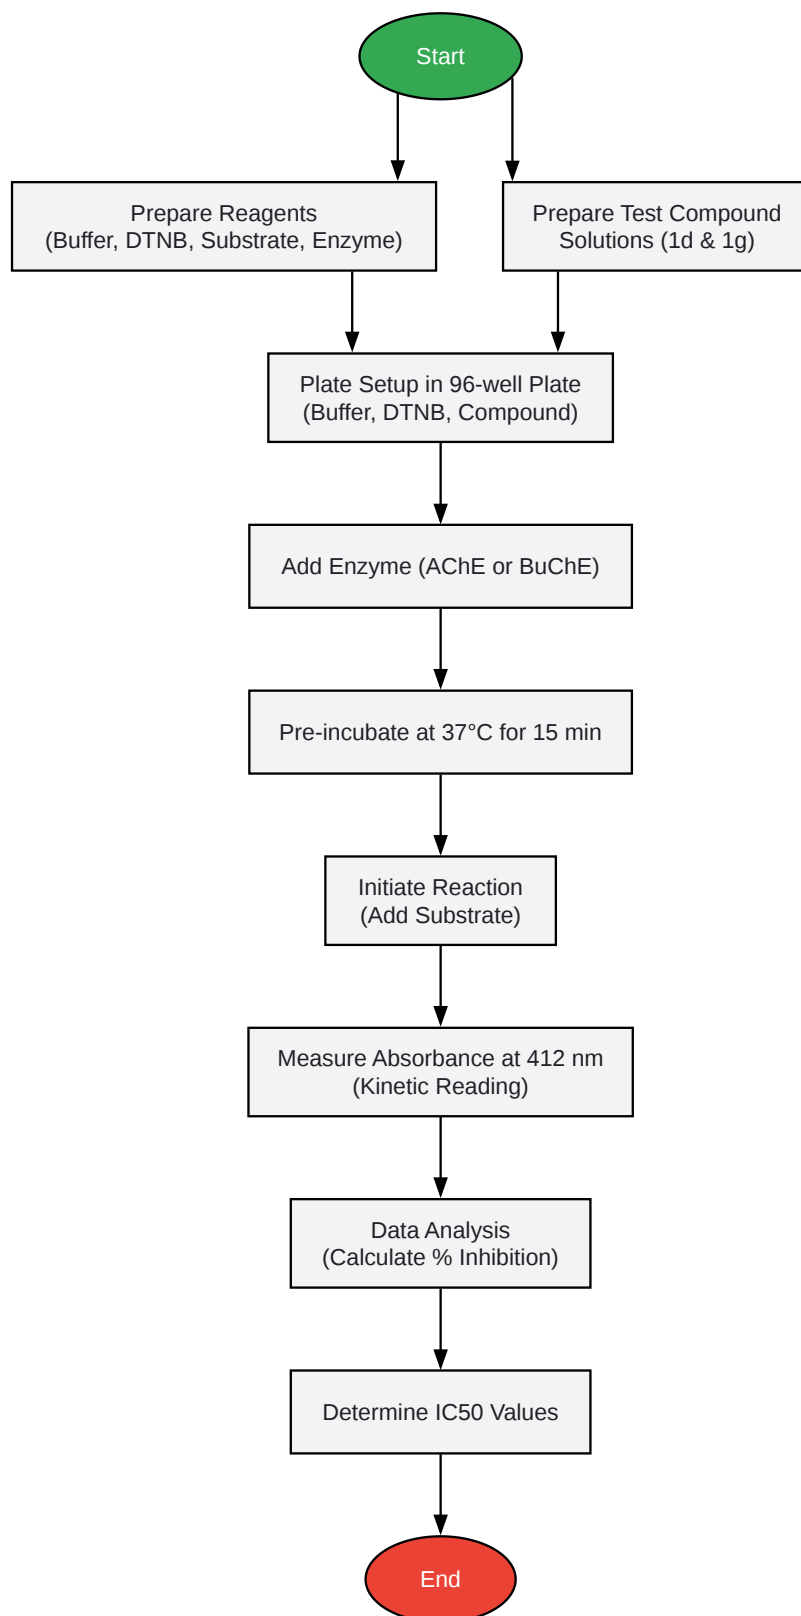 Start
Prepare Reagents
(Buffer, DTNB, Substrate, Enzyme)
Prepare Test Compound
Solutions (1d & 1g)
Plate Setup in 96-well Plate
(Buffer, DTNB, Compound)
Add Enzyme (AChE or BuChE)
Pre-incubate at 37°C for 15 min
Initiate Reaction
(Add Substrate)
Measure Absorbance at 412 nm
(Kinetic Reading)
Data Analysis
(Calculate % Inhibition)
Determine IC50 Values
End